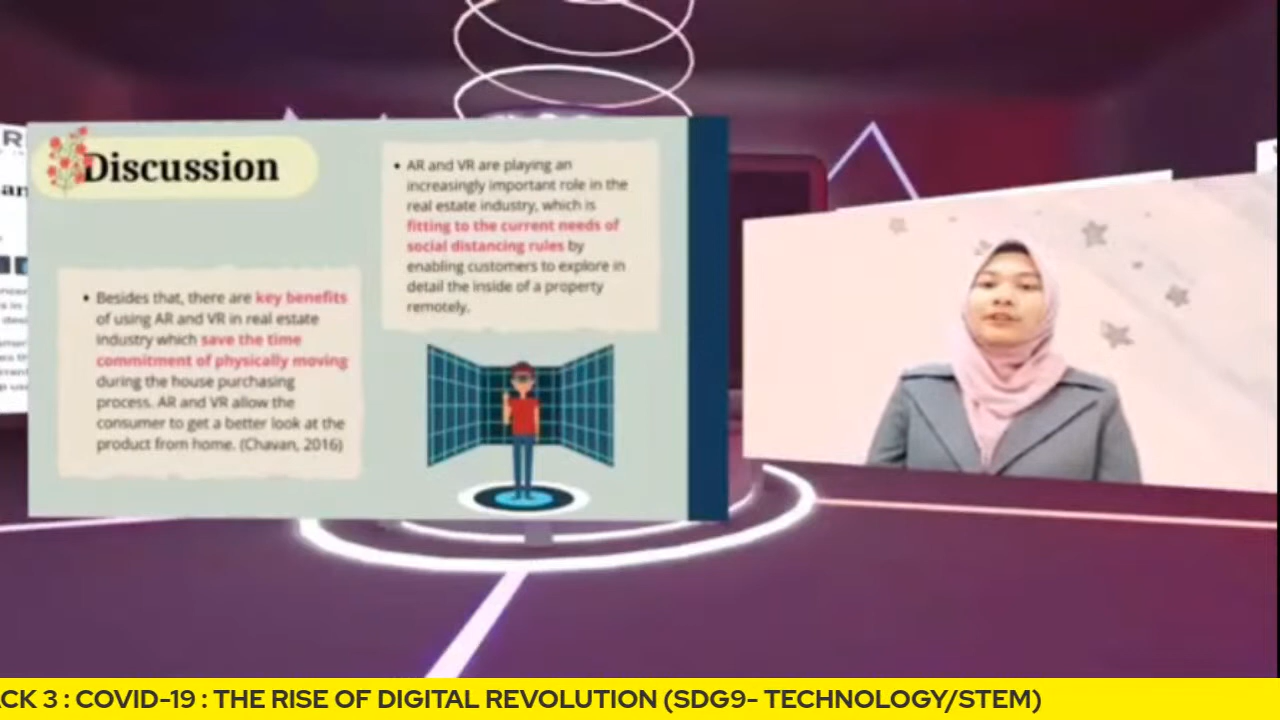 Discussion
• Besides that, there are key benefits
of using AR and VR in real estate
industry which save the time
commitment of physically moving
during the house purchasing
process. AR and VR allow the
consumer to get a better look at the
product from home. (Chavan, 2016)
• AR and VR are playing an
increasingly important role in the
real estate industry, which is
fitting to the current needs of
social distancing rules by
enabling customers to explore in
detail the inside of a property
remotely.
CK 3 : COVID-19 : THE RISE OF DIGITAL REVOLUTION (SDG9- TECHNOLOGY/STEM)